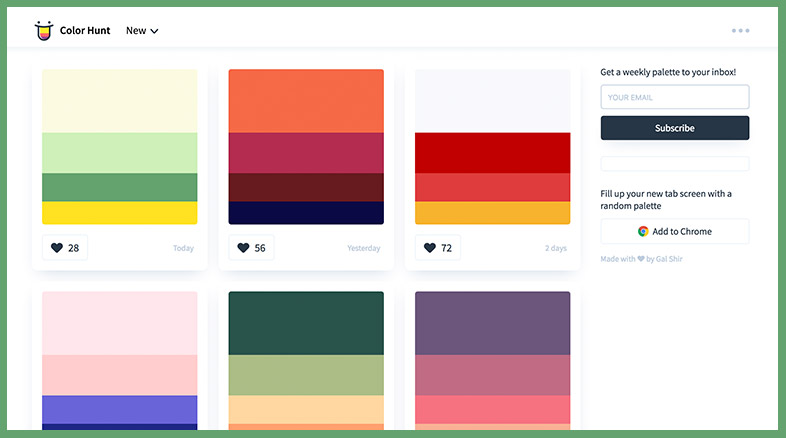 Color Hunt
New
Get a weekly palette to your inbox!
YOUR EMAIL
Subscribe
Fill up your new tab screen with a
random palette
Add to Chrome
Made with by Gal Shir
28
Today
56
Yesterday
72
2 days